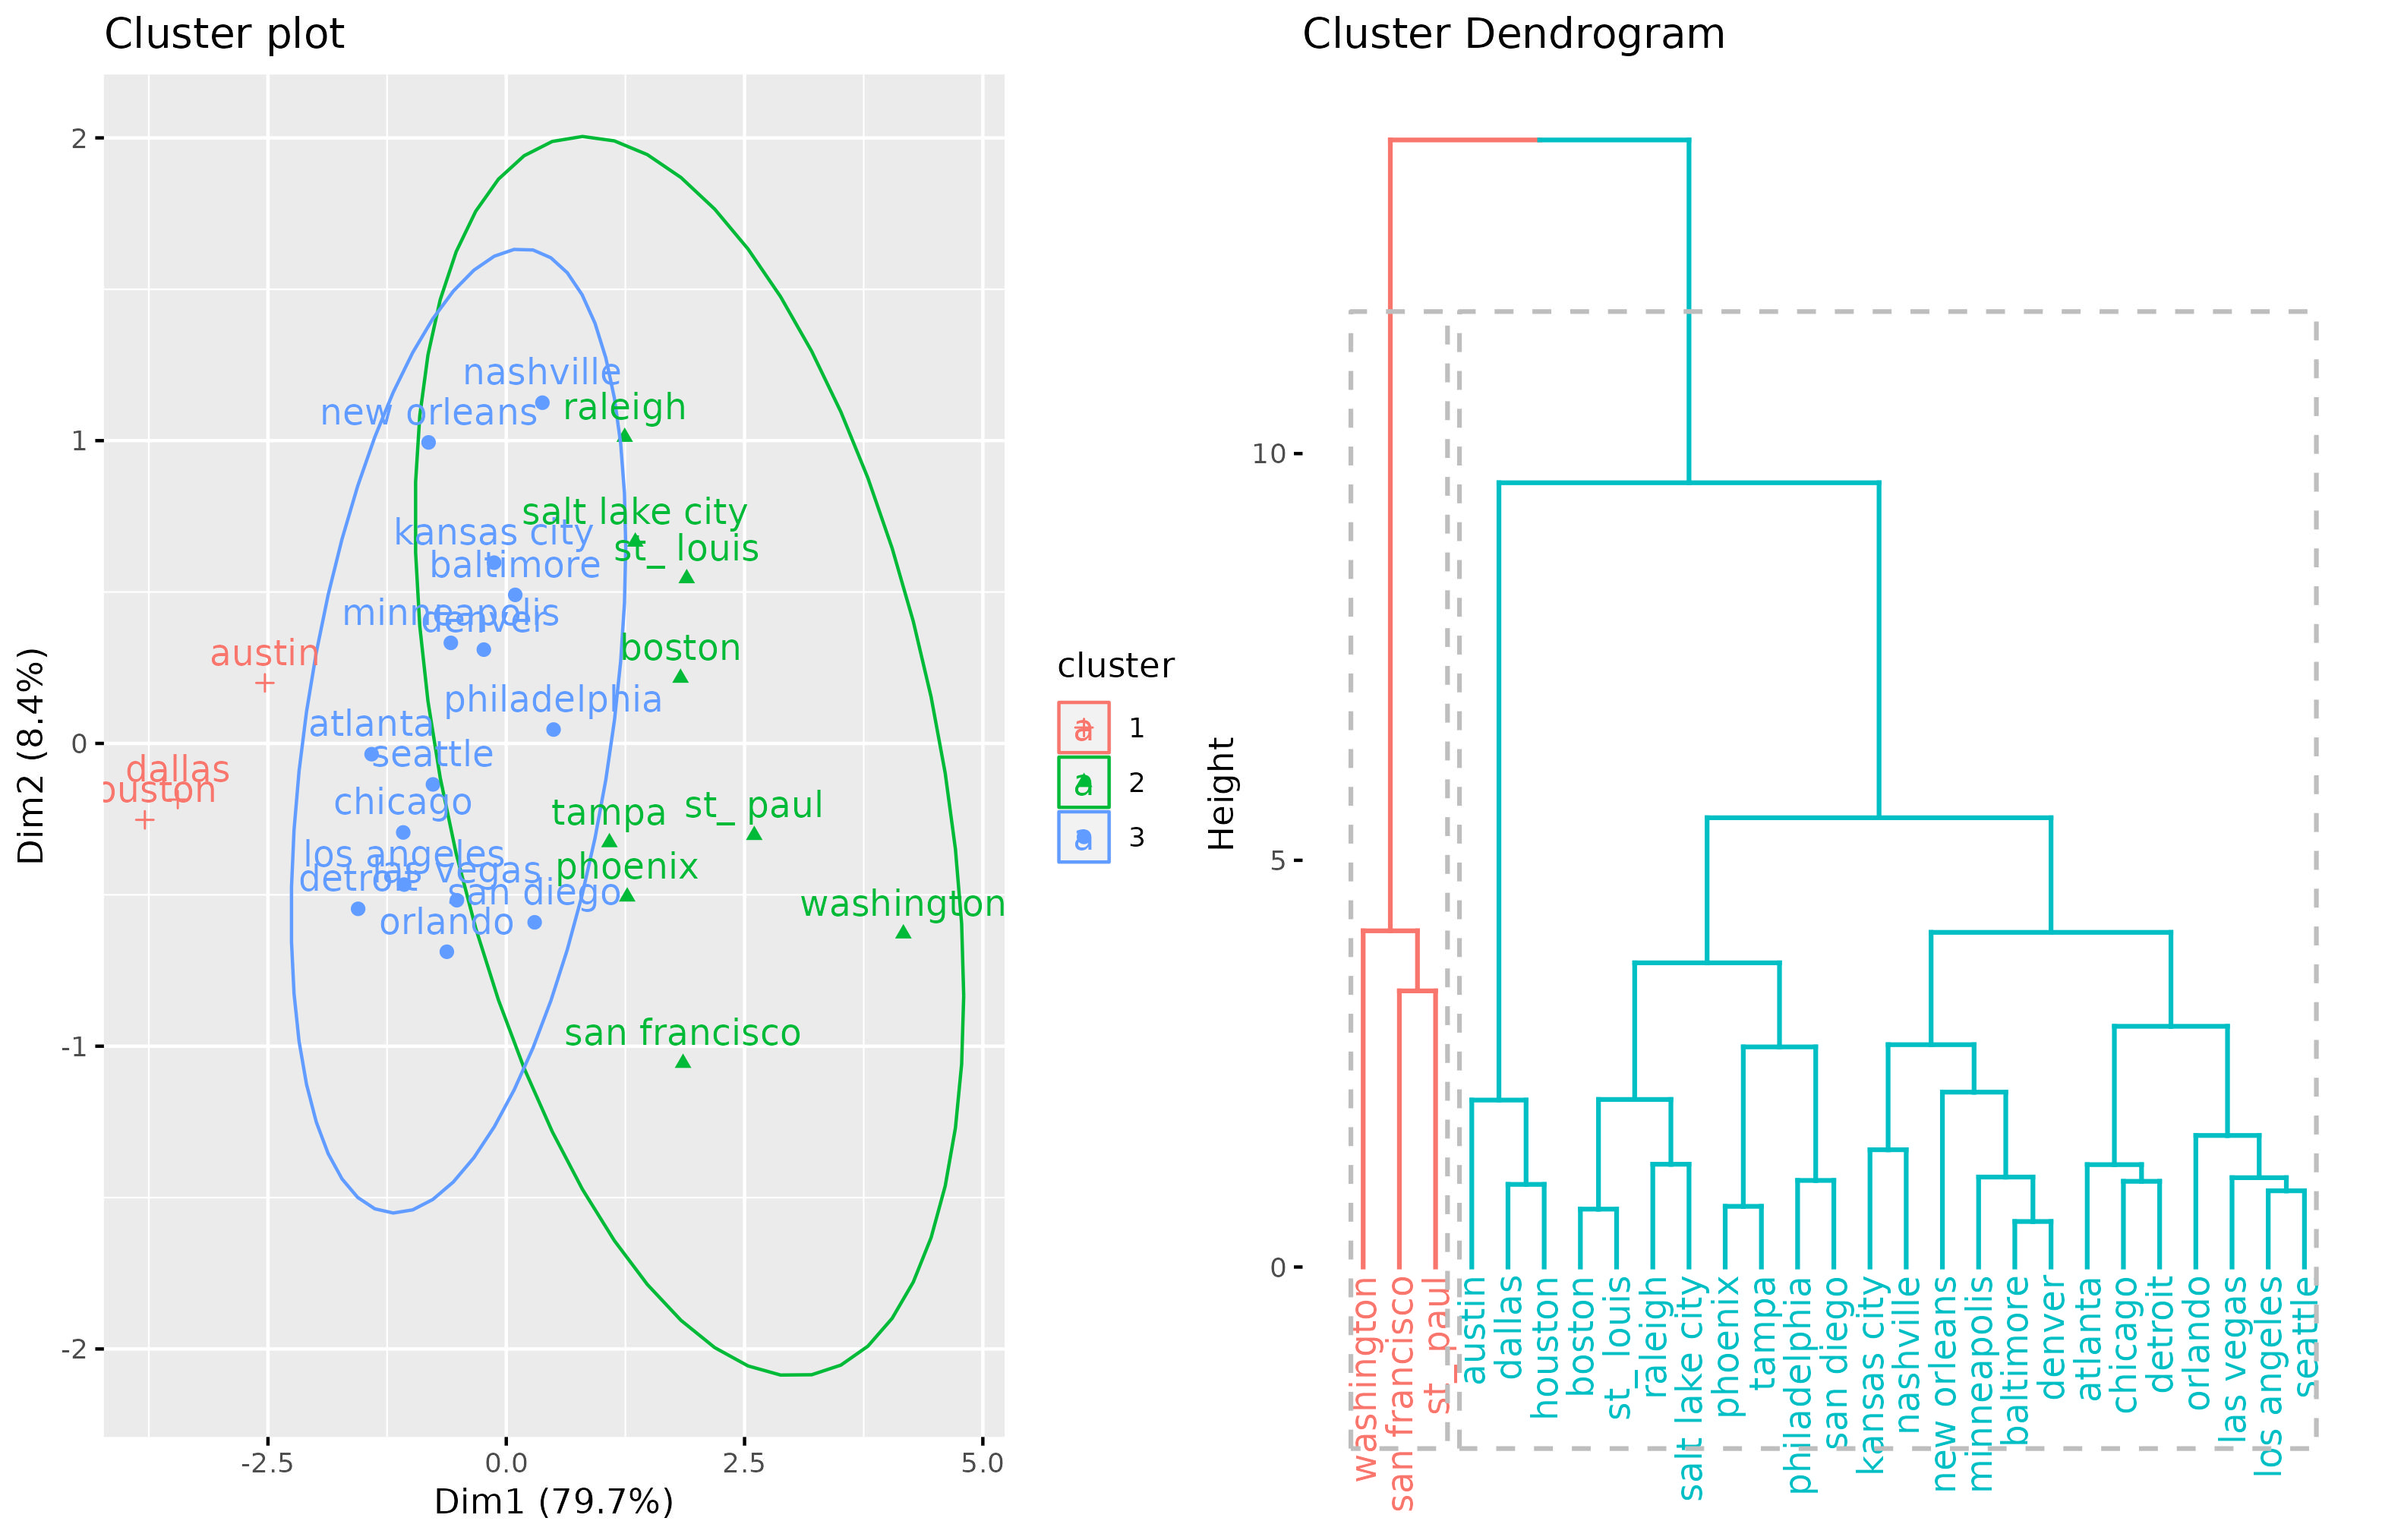 Cluster plot
2
1
0
-1
-2
Dim2 (8.4%)
nashville
raleigh
new orleans
salt lake city
kansas city
st_ louis
baltimore
minneapolis
denver
boston
austin
philadelphia
atlanta
seattle
dallas
ouston
chicago
tampa
st_ paul
los angeles
las vegas
phoenix
detroit
san diego
washington
orlando
san francisco
-2.5
0.0
2.5
5.0
Dim1 (79.7%)
cluster
a 1
a 2
a 3
Cluster Dendrogram
Height
10
5
0
washington
san francisco
st_ paul
austin
dallas
houston
boston
st_ louis
raleigh
salt lake city
phoenix
tampa
philadelphia
san diego
kansas city
nashville
new orleans
minneapolis
baltimore
denver
atlanta
chicago
detroit
orlando
las vegas
los angeles
seattle